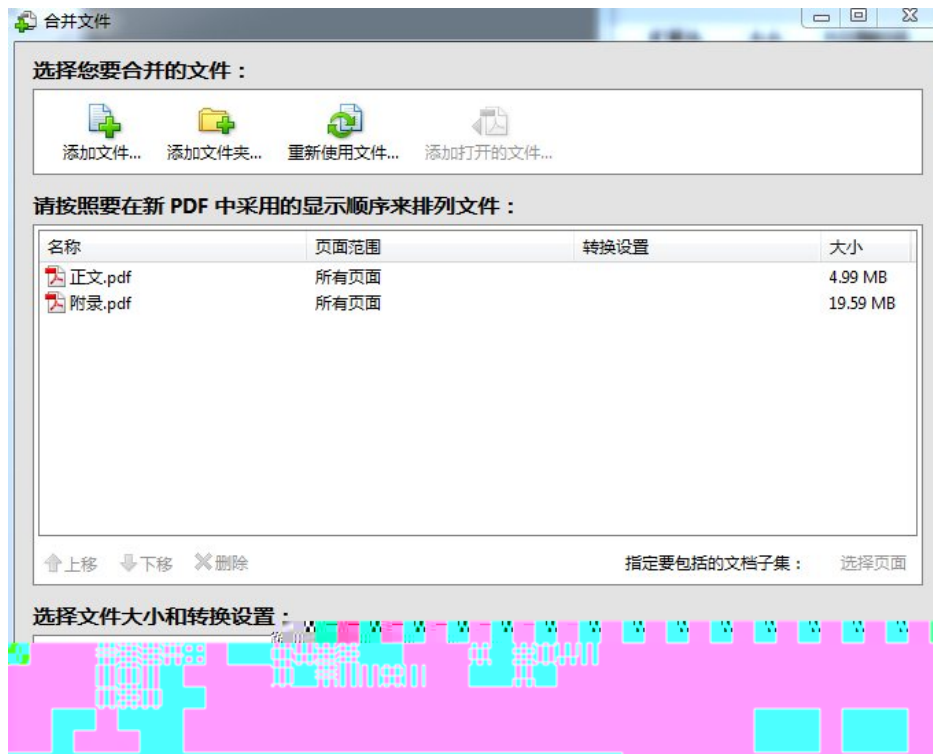 合并文件
选择您要合并的文件：
添加文件... 添加文件夹... 重新使用文件... 添加打开的文件...
请按照要在新 PDF 中采用的显示顺序来排列文件：
名称 页面范围 转换设置 大小
正文.pdf 所有页面 4.99 MB
附录.pdf 所有页面 19.59 MB
上移 下移 删除 指定要包括的文档子集： 选择页面
选择文件大小和转换设置：